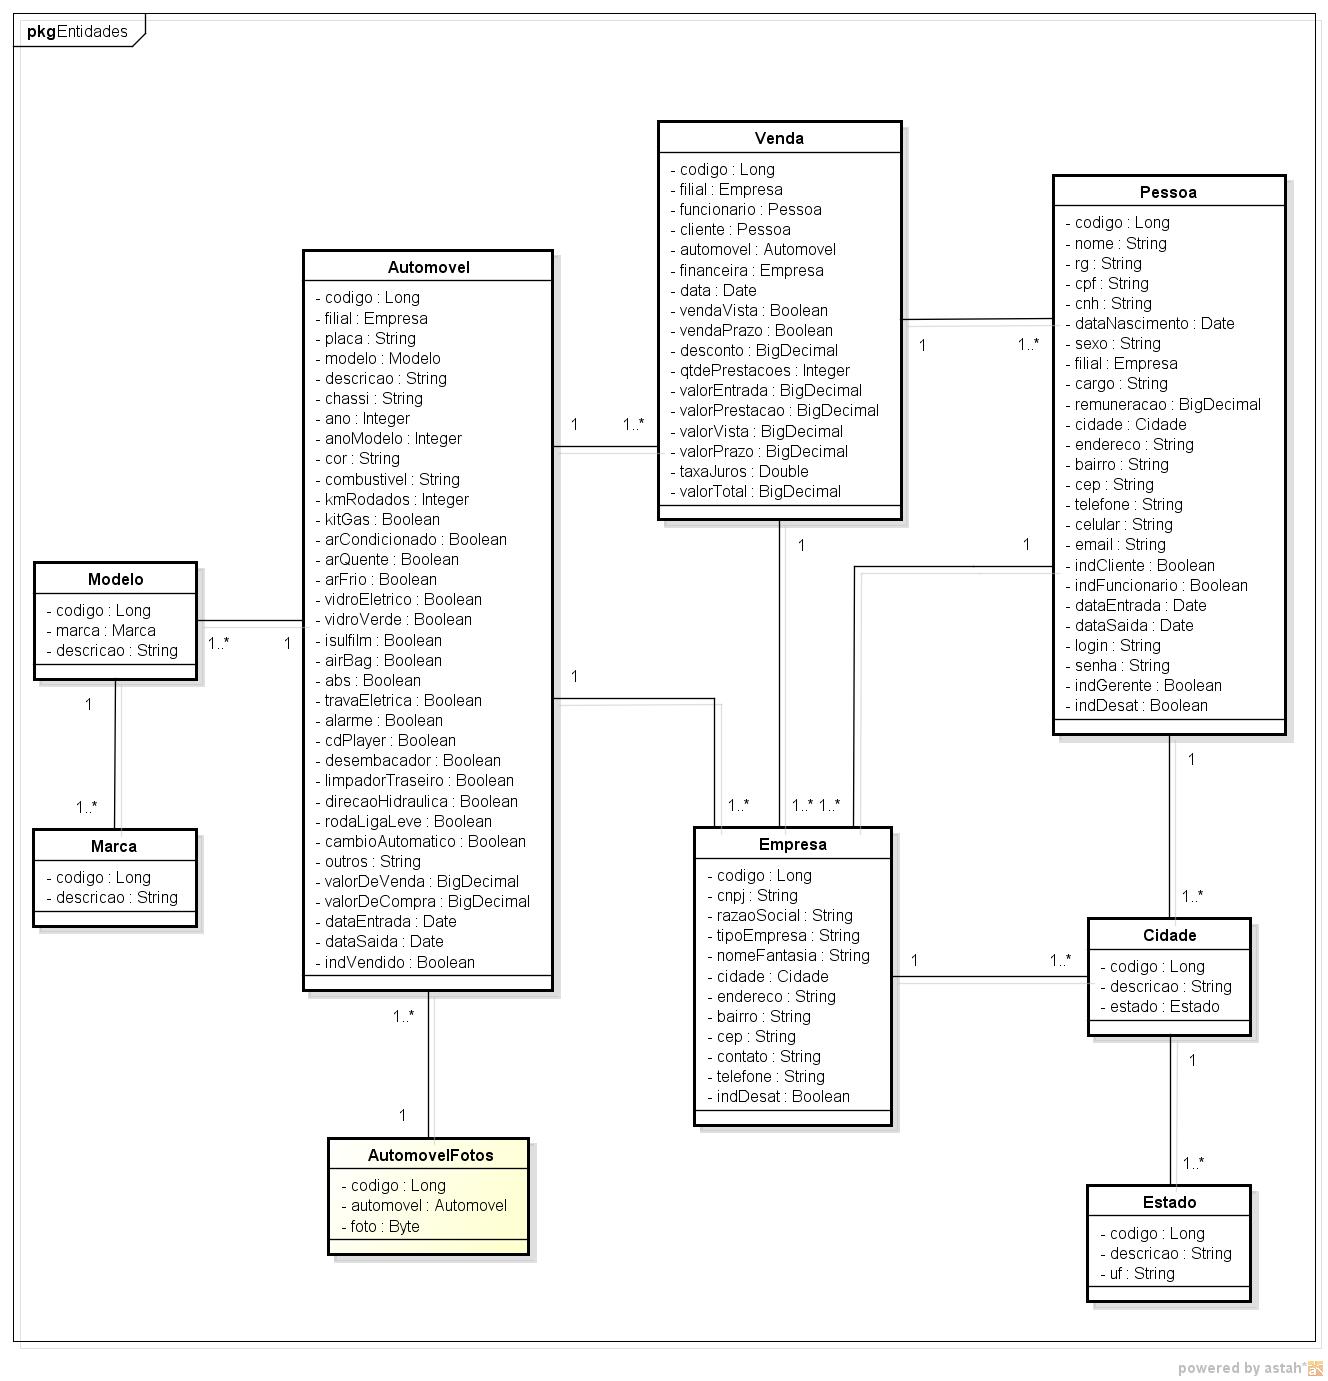 pkgEntidades
Venda
- codigo : Long
- filial : Empresa
- funcionario : Pessoa
- cliente : Pessoa
- automovel : Automovel
- financeira : Empresa
- data : Date
- vendaVista : Boolean
- vendaPrazo : Boolean
- desconto : BigDecimal
- qtdePrestacoes : Integer
- valorEntrada : BigDecimal
- valorPrestacao : BigDecimal
- valorVista : BigDecimal
- valorPrazo : BigDecimal
- taxaJuros : Double
- valorTotal : BigDecimal
Pessoa
- codigo : Long
- nome : String
- rg : String
- cpf : String
- cnh : String
- dataNascimento : Date
- sexo : String
- filial : Empresa
- cargo : String
- remuneracao : BigDecimal
- cidade : Cidade
- endereco : String
- bairro : String
- cep : String
- telefone : String
- celular : String
- email : String
- indCliente : Boolean
- indFuncionario : Boolean
- dataEntrada : Date
- dataSaida : Date
- login : String
- senha : String
- indGerente : Boolean
- indDesat : Boolean
Automovel
- codigo : Long
- filial : Empresa
- placa : String
- modelo : Modelo
- descricao : String
- chassi : String
- ano : Integer
- anoModelo : Integer
- cor : String
- combustivel : String
- kmRodados : Integer
- kitGas : Boolean
- arCondicionado : Boolean
- arQuente : Boolean
- arFrio : Boolean
- vidroEletrico : Boolean
- vidroVerde : Boolean
- isulfilm : Boolean
- airBag : Boolean
- abs : Boolean
- travaEletrica : Boolean
- alarme : Boolean
- cdPlayer : Boolean
- desembacador : Boolean
- limpadorTraseiro : Boolean
- direcaoHidraulica : Boolean
- rodaLigaLeve : Boolean
- cambioAutomatico : Boolean
- outros : String
- valorDeVenda : BigDecimal
- valorDeCompra : BigDecimal
- dataEntrada : Date
- dataSaida : Date
- indVendido : Boolean
1 1..*
1 1..*
1
1
Modelo
- codigo : Long
- marca : Marca
- descricao : String
1..* 1
1
1..*
1
1..* 1..* 1..*
Marca
- codigo : Long
- descricao : String
Empresa
- codigo : Long
- cnpj : String
- razaoSocial : String
- tipoEmpresa : String
- nomeFantasia : String
- cidade : Cidade
- endereco : String
- bairro : String
- cep : String
- contato : String
- telefone : String
- indDesat : Boolean
1
1..*
1 1..*
Cidade
- codigo : Long
- descricao : String
- estado : Estado
1..*
1
AutomovelFotos
- codigo : Long
- automovel : Automovel
- foto : Byte
1
1..*
Estado
- codigo : Long
- descricao : String
- uf : String
powered by astah*